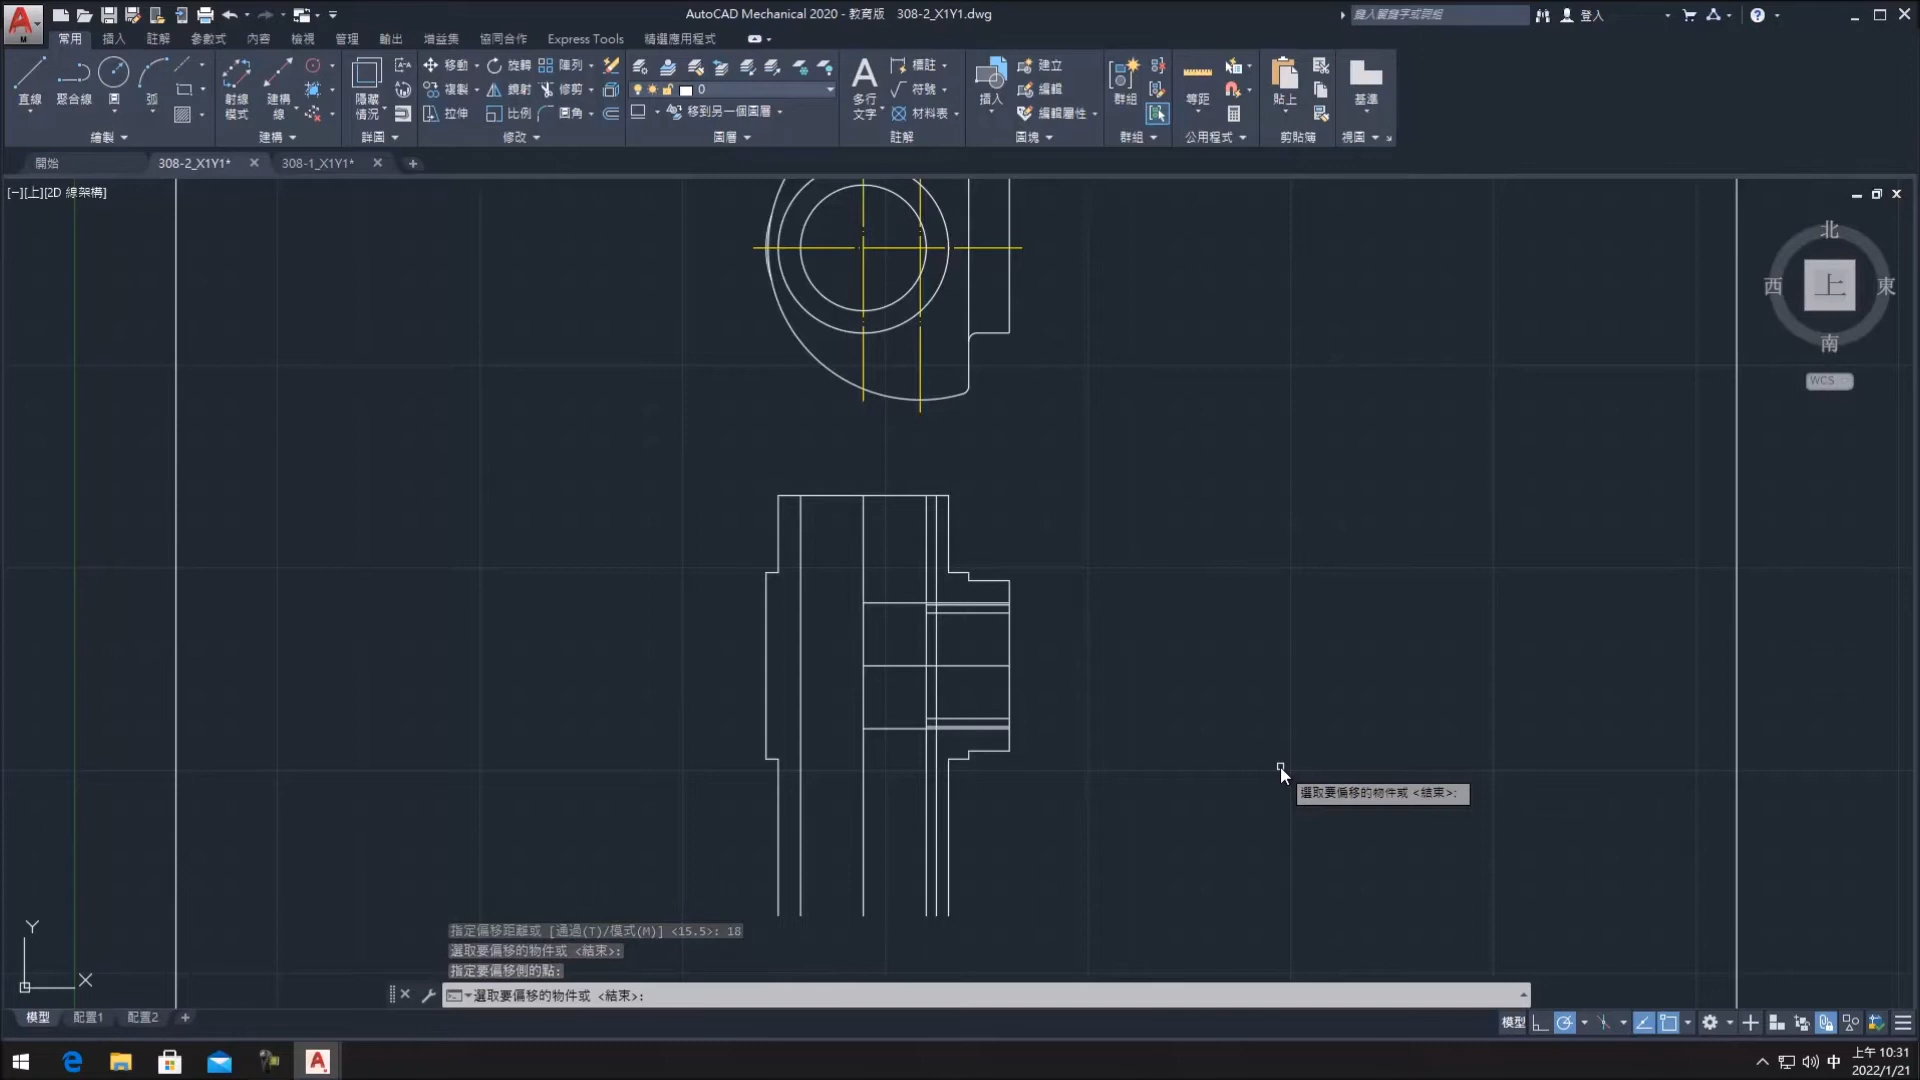 AutoCAD Mechanical 2020 - 教育版 308-2_X1Y1.dwg
鍵入關鍵字或詞組
登入
常用 插入 註解 參數式 內容 檢視 管理 輸出 增益集 協同合作 Express Tools 精選應用程式
直線 聚合線 圓 弧
繪製
射線模式 建構線
建構
隱藏情況
詳圖
移動 旋轉 陣列
複製 鏡射 修剪
拉伸 比例 圓角
修改
0
移到另一個圖層
圖層
A
多行文字
標註
符號
材料表
註解
插入
建立
編輯
編輯屬性
圖塊
群組
群組
等距
公用程式
貼上
剪貼簿
基準
視圖
開始 308-2_X1Y1* 308-1_X1Y1*
[−][上][2D 線架構]
北
西 上 東
南
WCS
選取要偏移的物件或 <結束>:
Y
X
指定偏移距離或 [通過(T)/模式(M)] <15.5>: 18
選取要偏移的物件或 <結束>:
指定要偏移側的點:
選取要偏移的物件或 <結束>:
模型 配置1 配置2 +
模型
中
上午 10:31
2022/1/21